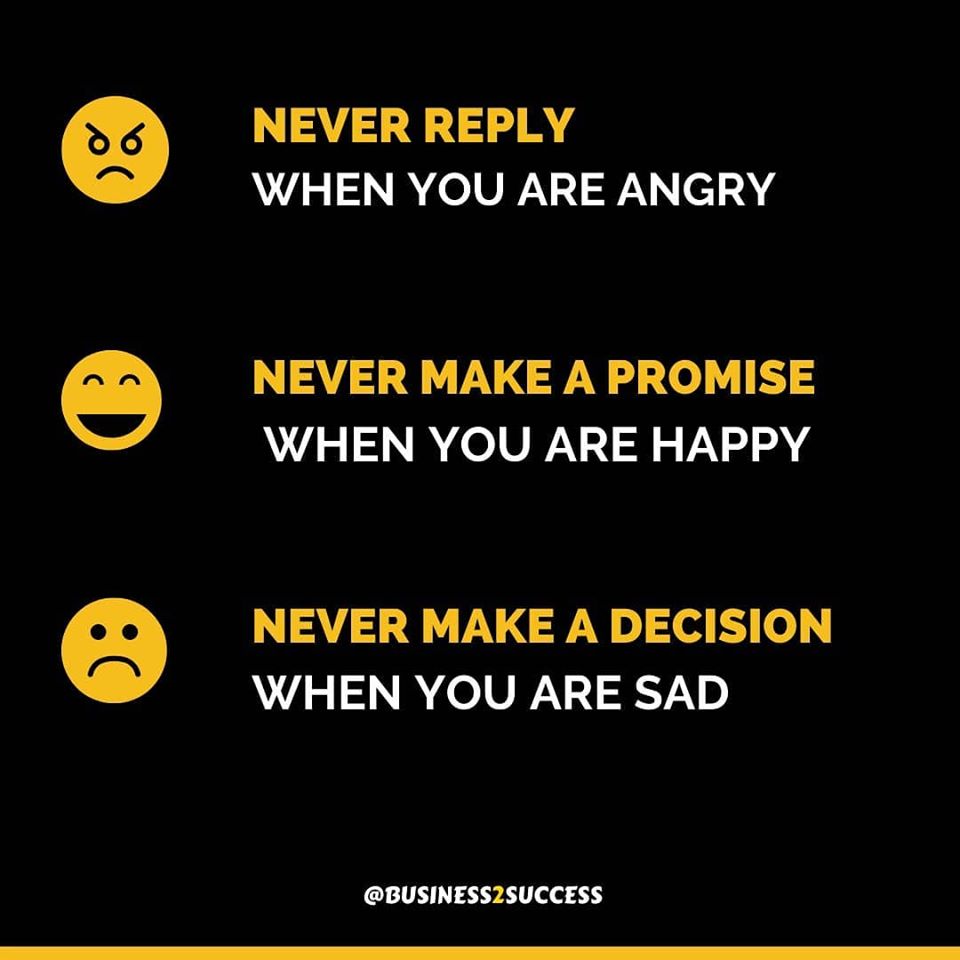 NEVER REPLY
WHEN YOU ARE ANGRY
NEVER MAKE A PROMISE
WHEN YOU ARE HAPPY
NEVER MAKE A DECISION
WHEN YOU ARE SAD
@BUSINESS2SUCCESS